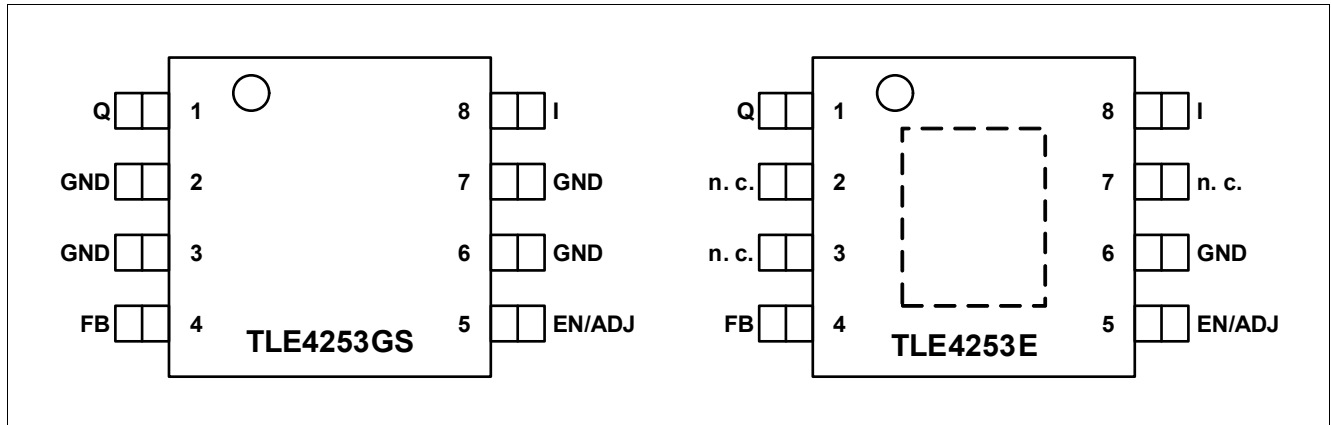 Q 1 8 I
GND 2 7 GND
GND 3 6 GND
FB 4 5 EN/ADJ
TLE4253GS
Q 1 8 I
n. c. 2 7 n. c.
n. c. 3 6 GND
FB 4 5 EN/ADJ
TLE4253E